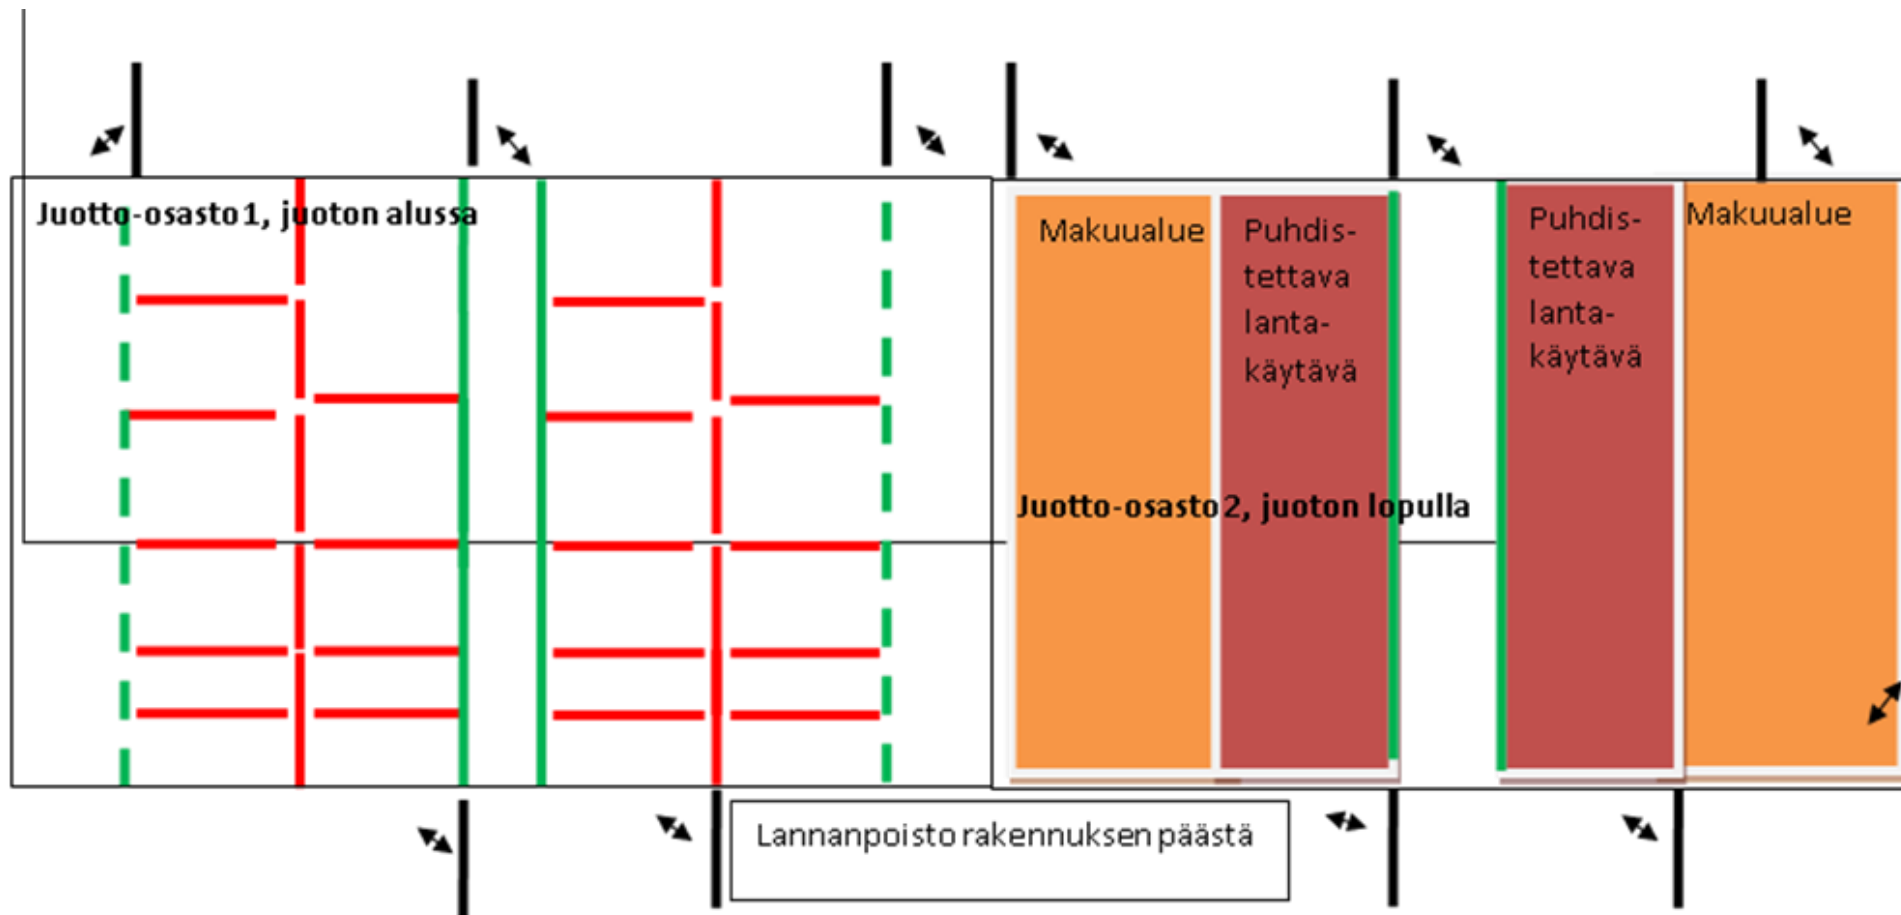 Juotto-osasto 1, juoton alussa
Makuualue
Puhdis-
tettava
lanta-
käytävä
Puhdis-
tettava
lanta-
käytävä
Makuualue
Juotto-osasto 2, juoton lopulla
Lannanpoisto rakennuksen päästä